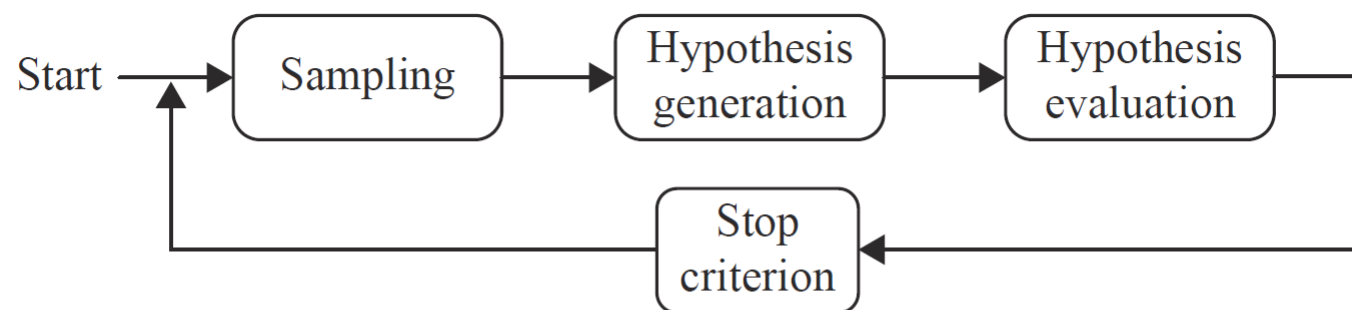 Start
Sampling
Hypothesis
generation
Hypothesis
evaluation
Stop
criterion